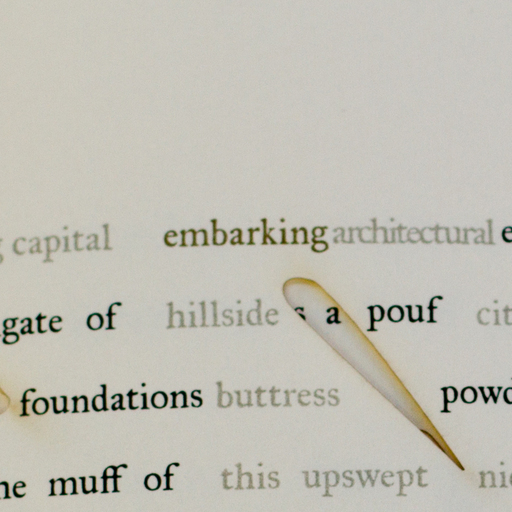 capital embarking architectural
gate of hillside a pouf
foundations buttress
muff of this upswept